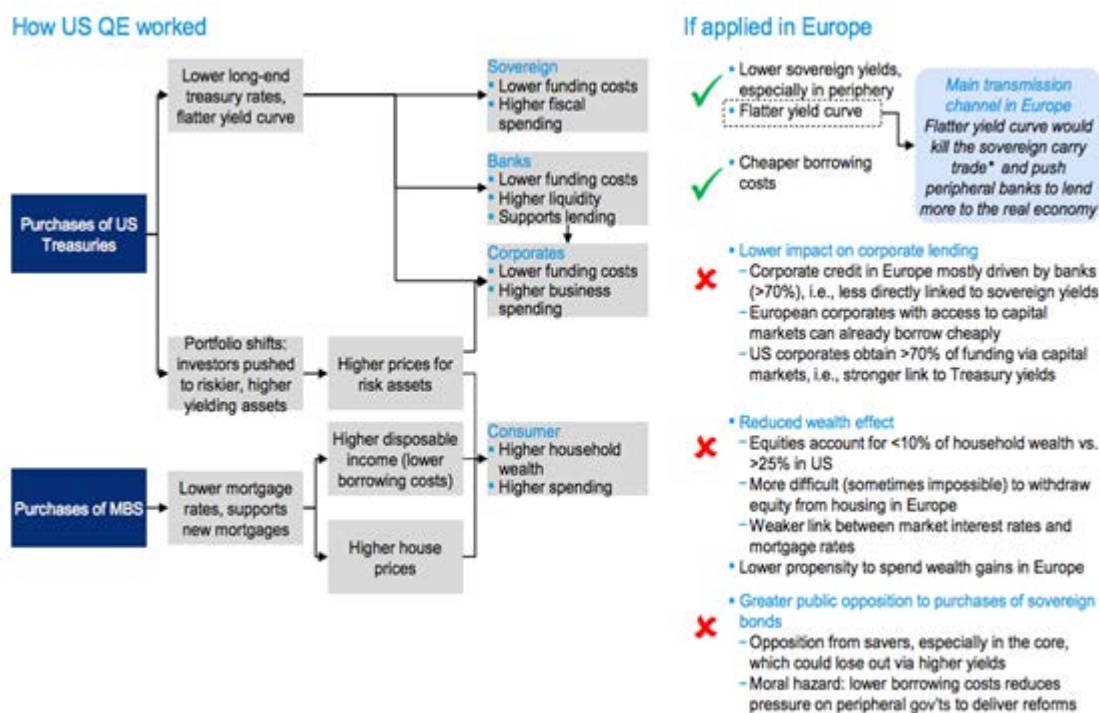 How US QE worked
Purchases of US
Treasuries
Purchases of MBS
Lower long-end
treasury rates,
flatter yield curve
Portfolio shifts:
investors pushed
to riskier, higher
yielding assets
Lower mortgage
rates, supports
new mortgages
Higher prices for
risk assets
Higher disposable
income (lower
borrowing costs)
Higher house
prices
Sovereign
▪ Lower funding costs
▪ Higher fiscal
spending
Banks
▪ Lower funding costs
▪ Higher liquidity
▪ Supports lending
Corporates
▪ Lower funding costs
▪ Higher business
spending
Consumer
▪ Higher household
wealth
▪ Higher spending
If applied in Europe
▪ Lower sovereign yields,
especially in periphery
▪ Flatter yield curve
▪ Cheaper borrowing
costs
Main transmission
channel in Europe
Flatter yield curve would
kill the sovereign carry
trade* and push
peripheral banks to lend
more to the real economy
▪ Lower impact on corporate lending
– Corporate credit in Europe mostly driven by banks
(>70%), i.e., less directly linked to sovereign yields
– European corporates with access to capital
markets can already borrow cheaply
– US corporates obtain >70% of funding via capital
markets, i.e., stronger link to Treasury yields
▪ Reduced wealth effect
– Equities account for <10% of household wealth vs.
>25% in US
– More difficult (sometimes impossible) to withdraw
equity from housing in Europe
– Weaker link between market interest rates and
mortgage rates
▪ Lower propensity to spend wealth gains in Europe
▪ Greater public opposition to purchases of sovereign
bonds
– Opposition from savers, especially in the core,
which could lose out via higher yields
– Moral hazard: lower borrowing costs reduces
pressure on peripheral gov'ts to deliver reforms